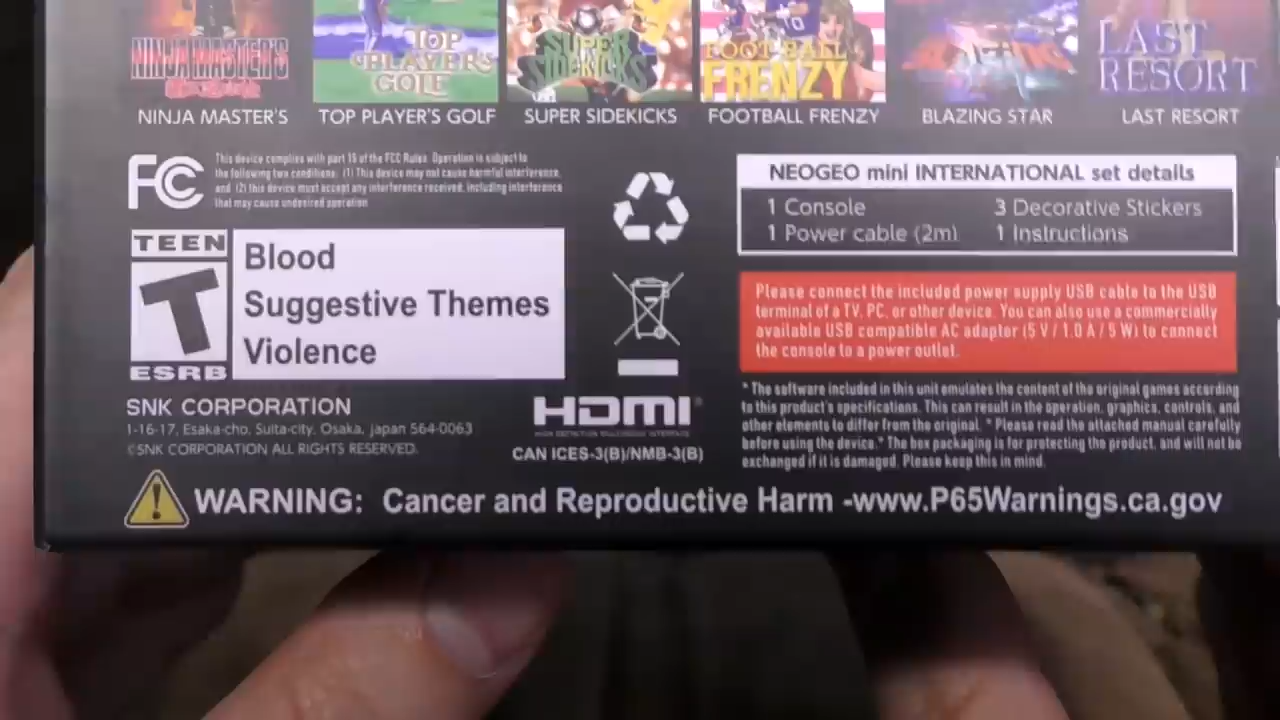 NINJA MASTER'S
TOP PLAYER'S GOLF
SUPER SIDEKICKS
FOOTBALL FRENZY
BLAZING STAR
LAST RESORT
NINJA MASTER'S
TOP PLAYER'S GOLF
SUPER SIDEKICKS
FOOTBALL FRENZY
BLAZING STAR
LAST RESORT
FC
This device complies with part 15 of the FCC Rules. Operation is subject to
the following two conditions: (1) This device may not cause harmful interference,
and (2) this device must accept any interference received, including interference
that may cause undesired operation
TEEN
T
ESRB
Blood
Suggestive Themes
Violence
NEOGEO mini INTERNATIONAL set details
1 Console
3 Decorative Stickers
1 Power cable (2m)
1 Instructions
Please connect the included power supply USB cable to the USB
terminal of a TV, PC, or other device. You can also use a commercially
available USB compatible AC adaptor (5 V / 1.0 A / 5 W) to connect
the console to a power outlet.
* The software included in this unit emulates the content of the original games according
to this product's specifications. This can result in the operation, graphics, controls, and
other elements to differ from the original. * Please read the attached manual carefully
before using the device. * The box packaging is for protecting the product, and will not be
exchanged if it is damaged. Please keep this in mind.
SNK CORPORATION
1-16-17, Esaka-cho, Suita-city, Osaka, Japan 564-0063
©SNK CORPORATION ALL RIGHTS RESERVED.
HDMI
HIGH DEFINITION MULTIMEDIA INTERFACE
CAN ICES-3(B)/NMB-3(B)
WARNING: Cancer and Reproductive Harm -www.P65Warnings.ca.gov